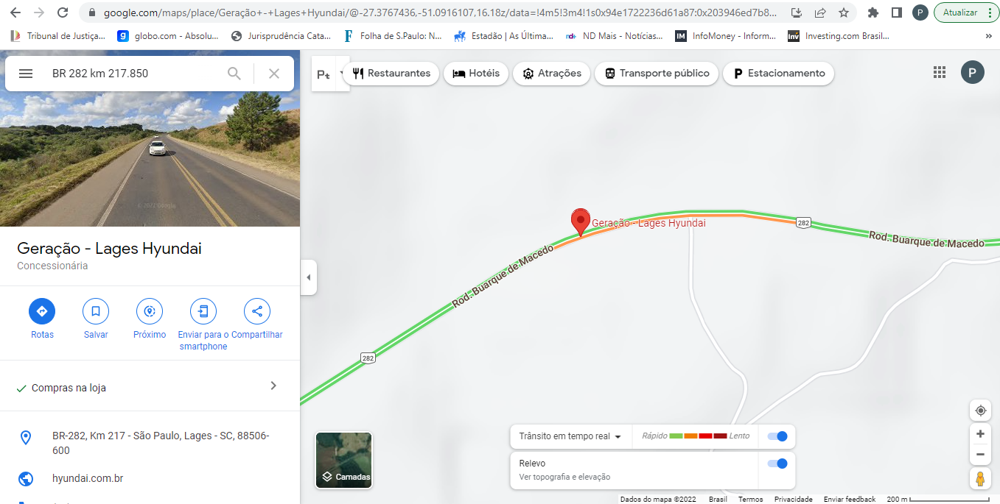 google.com/maps/place/Geração+-+Lages+Hyundai/@-27.3767436,-51.0916107,16.18z/data=!4m5!3m4!1s0x94e1722236d61a87:0x203946ed7b8...
P
Atualizar
Tribunal de Justiça...
globo.com - Absolu...
Jurisprudência Cata...
Folha de S.Paulo: N...
Estadão | As Última...
ND Mais - Notícias...
InfoMoney - Inform...
Investing.com Brasil...
BR 282 km 217.850
Pt
Restaurantes
Hotéis
Atrações
Transporte público
Estacionamento
P
© 2022 Google
Geração - Lages Hyundai
Concessionária
Rotas
Salvar
Próximo
Enviar para o smartphone
Compartilhar
Compras na loja
BR-282, Km 217 - São Paulo, Lages - SC, 88506-
600
hyundai.com.br
Geração - Lages Hyundai
282
Rod. Buarque de Macedo
Rod. Buarque de Macedo
282
Camadas
Trânsito em tempo real
Rápido
Lento
Relevo
Ver topografia e elevação
Dados do mapa ©2022
Brasil
Termos
Privacidade
Enviar feedback
200 m